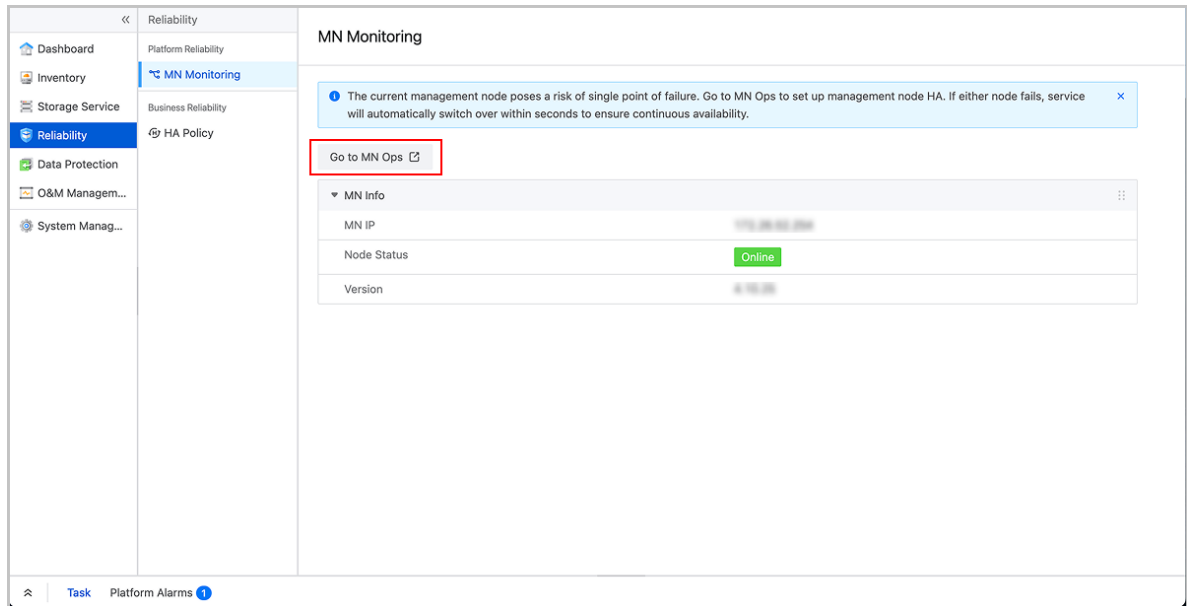 Reliability
Dashboard
Inventory
Storage Service
Reliability
Data Protection
O&M Managem...
System Manag...
Platform Reliability
MN Monitoring
Business Reliability
HA Policy
MN Monitoring
The current management node poses a risk of single point of failure. Go to MN Ops to set up management node HA. If either node fails, service
will automatically switch over within seconds to ensure continuous availability.
Go to MN Ops
MN Info
MN IP
Node Status
Online
Version
Task
Platform Alarms 1